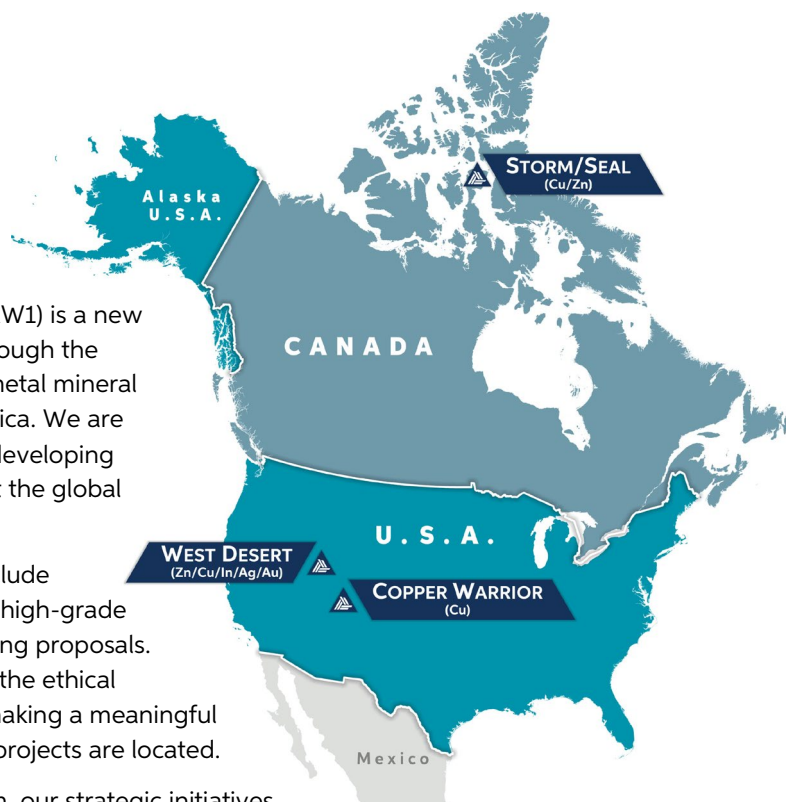 STORM/SEAL
(Cu/Zn)
Alaska
U.S.A.
W1) is a new
ough the
CANADA
netal mineral
ica. We are
developing
t the global
U.S.A.
WEST DESERT
(Zn/Cu/In/Ag/Au)
lude
COPPER WARRIOR
(Cu)
high-grade
ng proposals.
the ethical
naking a meaningful
projects are located.
Mexico
n, our strategic initiatives